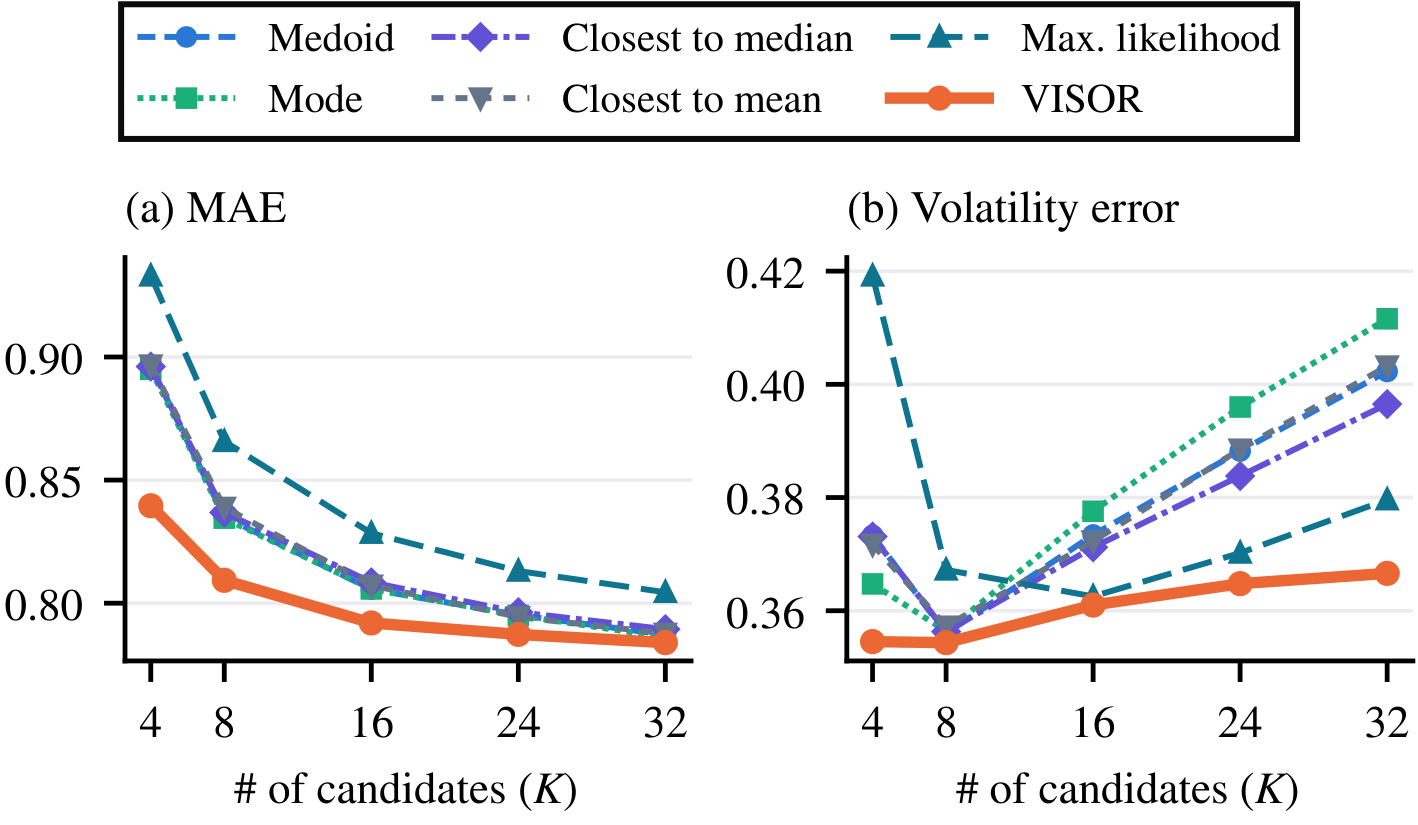 Medoid Closest to median Max. likelihood
Mode Closest to mean VISOR
(a) MAE
0.90
0.85
0.80
4 8 16 24 32
# of candidates (K)
(b) Volatility error
0.42
0.40
0.38
0.36
4 8 16 24 32
# of candidates (K)